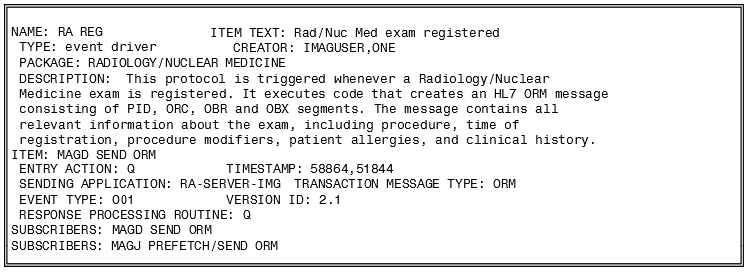 NAME: RA REG ITEM TEXT: Rad/Nuc Med exam registered
TYPE: event driver CREATOR: IMAGUSER,ONE
PACKAGE: RADIOLOGY/NUCLEAR MEDICINE
DESCRIPTION: This protocol is triggered whenever a Radiology/Nuclear
Medicine exam is registered. It executes code that creates an HL7 ORM message
consisting of PID, ORC, OBR and OBX segments. The message contains all
relevant information about the exam, including procedure, time of
registration, procedure modifiers, patient allergies, and clinical history.
ITEM: MAGD SEND ORM
ENTRY ACTION: Q TIMESTAMP: 58864,51844
SENDING APPLICATION: RA-SERVER-IMG TRANSACTION MESSAGE TYPE: ORM
EVENT TYPE: O01 VERSION ID: 2.1
RESPONSE PROCESSING ROUTINE: Q
SUBSCRIBERS: MAGD SEND ORM
SUBSCRIBERS: MAGJ PREFETCH/SEND ORM